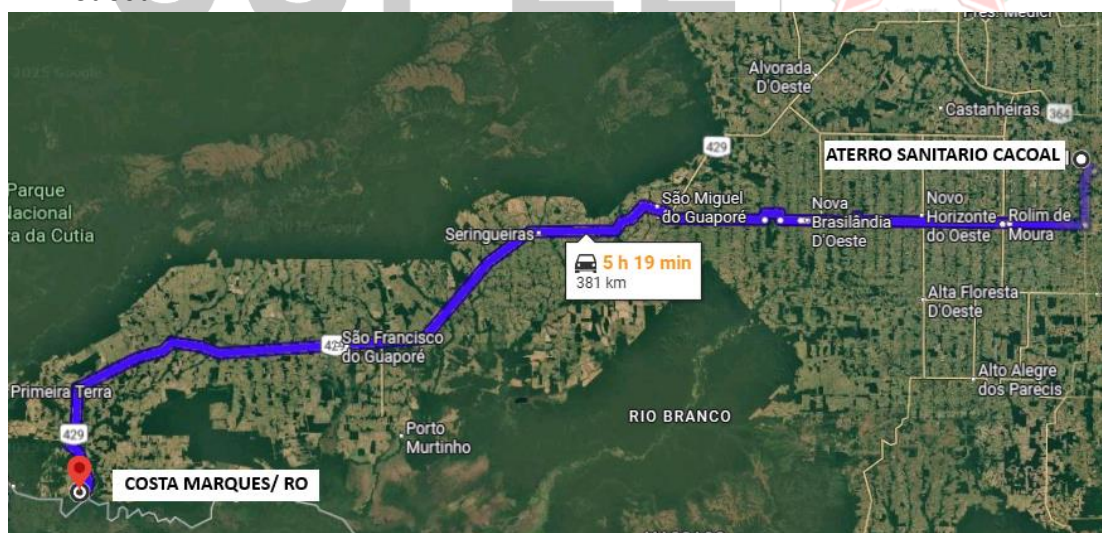 Alvorada
D'Oeste
Castanheiras
364
429
ATERRO SANITARIO CACOAL
Parque
Nacional
ra da Cutia
São Miguel
do Guaporé
Nova
Brasilândia
D'Oeste
Novo
Horizonte
do Oeste
Rolim de
Moura
Seringueiras
5 h 19 min
381 km
Alta Floresta
D'Oeste
São Francisco
do Guaporé
Primeira Terra
Alto Alegre
dos Parecis
RIO BRANCO
429
Porto
Murtinho
COSTA MARQUES/ RO